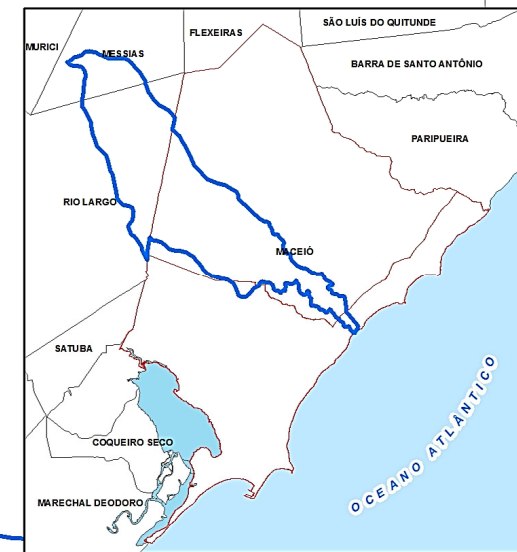 SÃO LUÍS DO QUITUNDE
FLEXEIRAS
MURICI
MESSIAS
BARRA DE SANTO ANTÔNIO
PARIPUEIRA
RIO LARGO
MACEIÓ
SATUBA
COQUEIRO SECO
MARECHAL DEODORO
OCEANO ATLÂNTICO